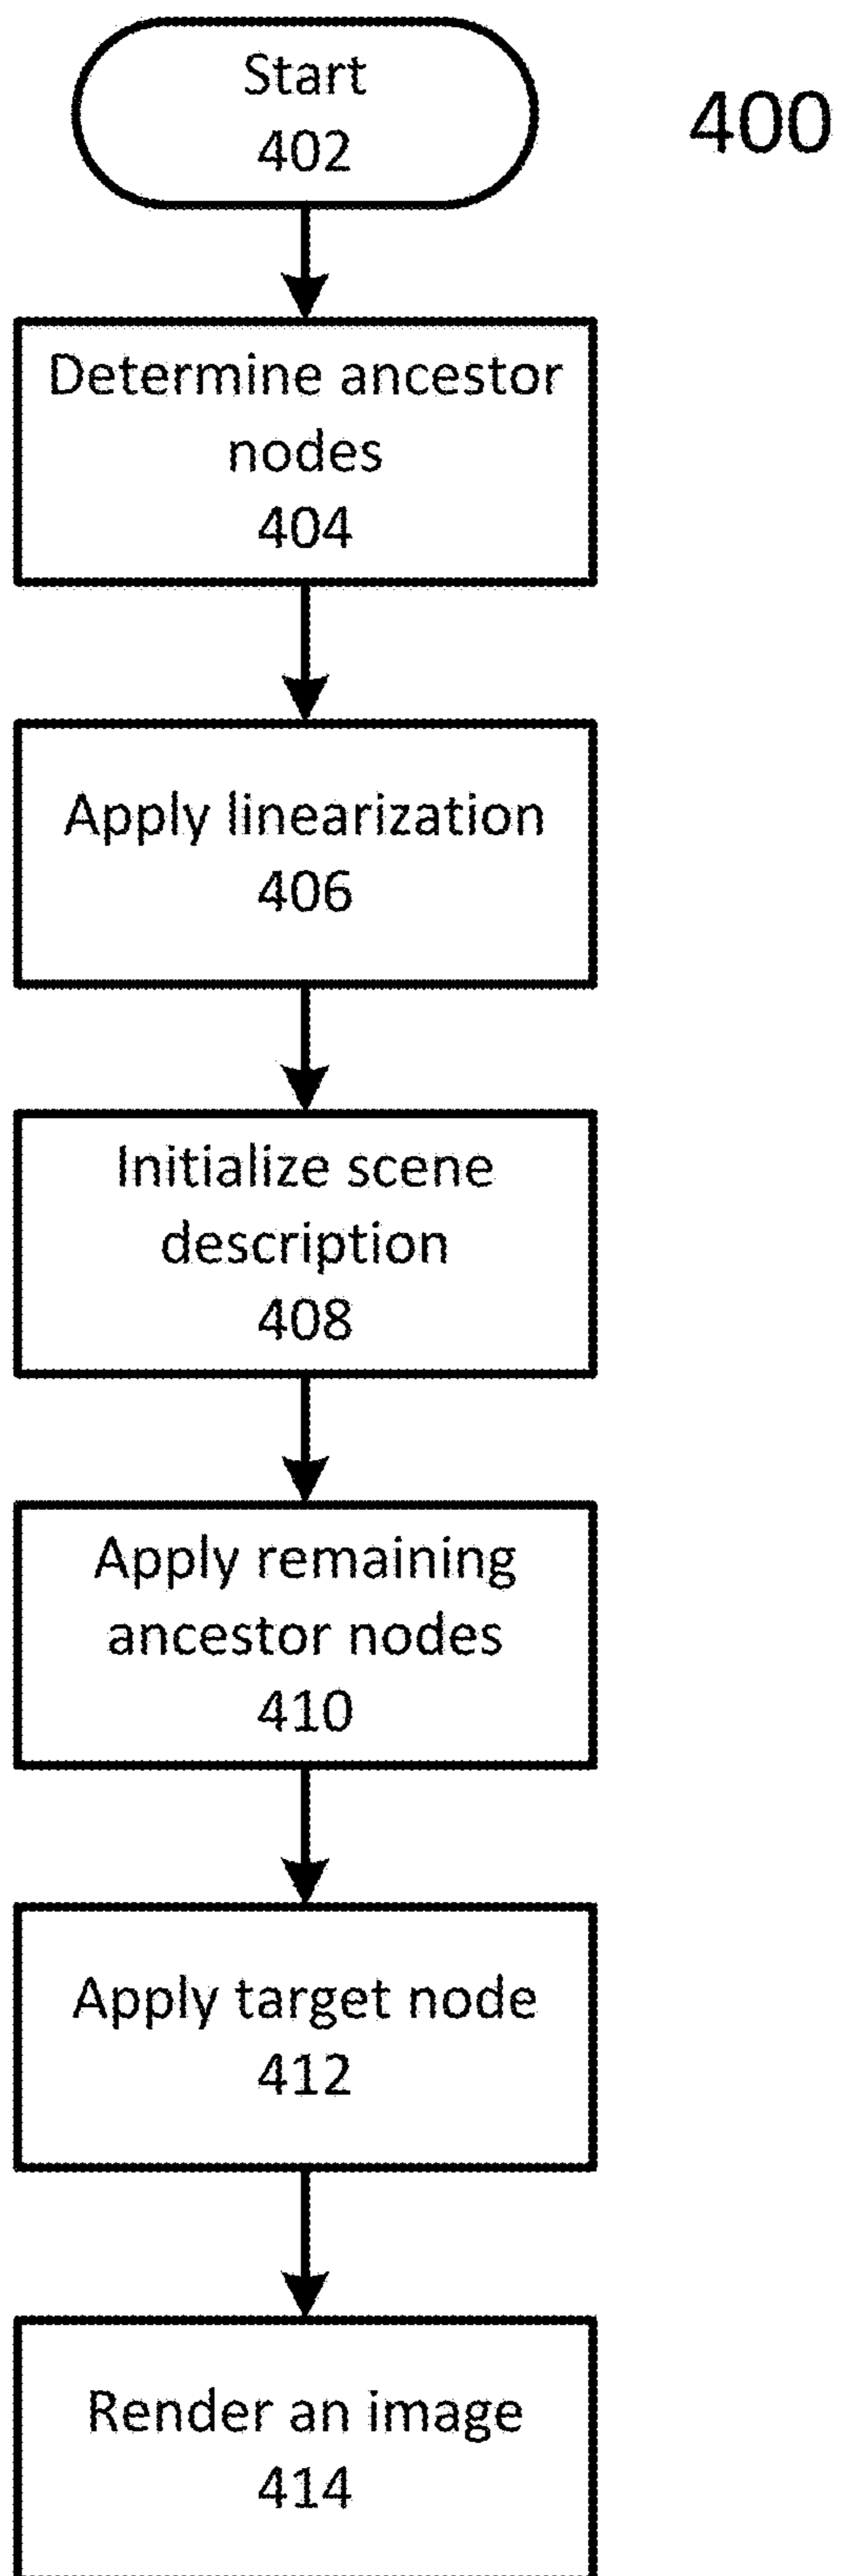 Start
402
400
Determine ancestor
nodes
404
Apply linearization
406
Initialize scene
description
408
Apply remaining
ancestor nodes
410
Apply target node
412
Render an image
414